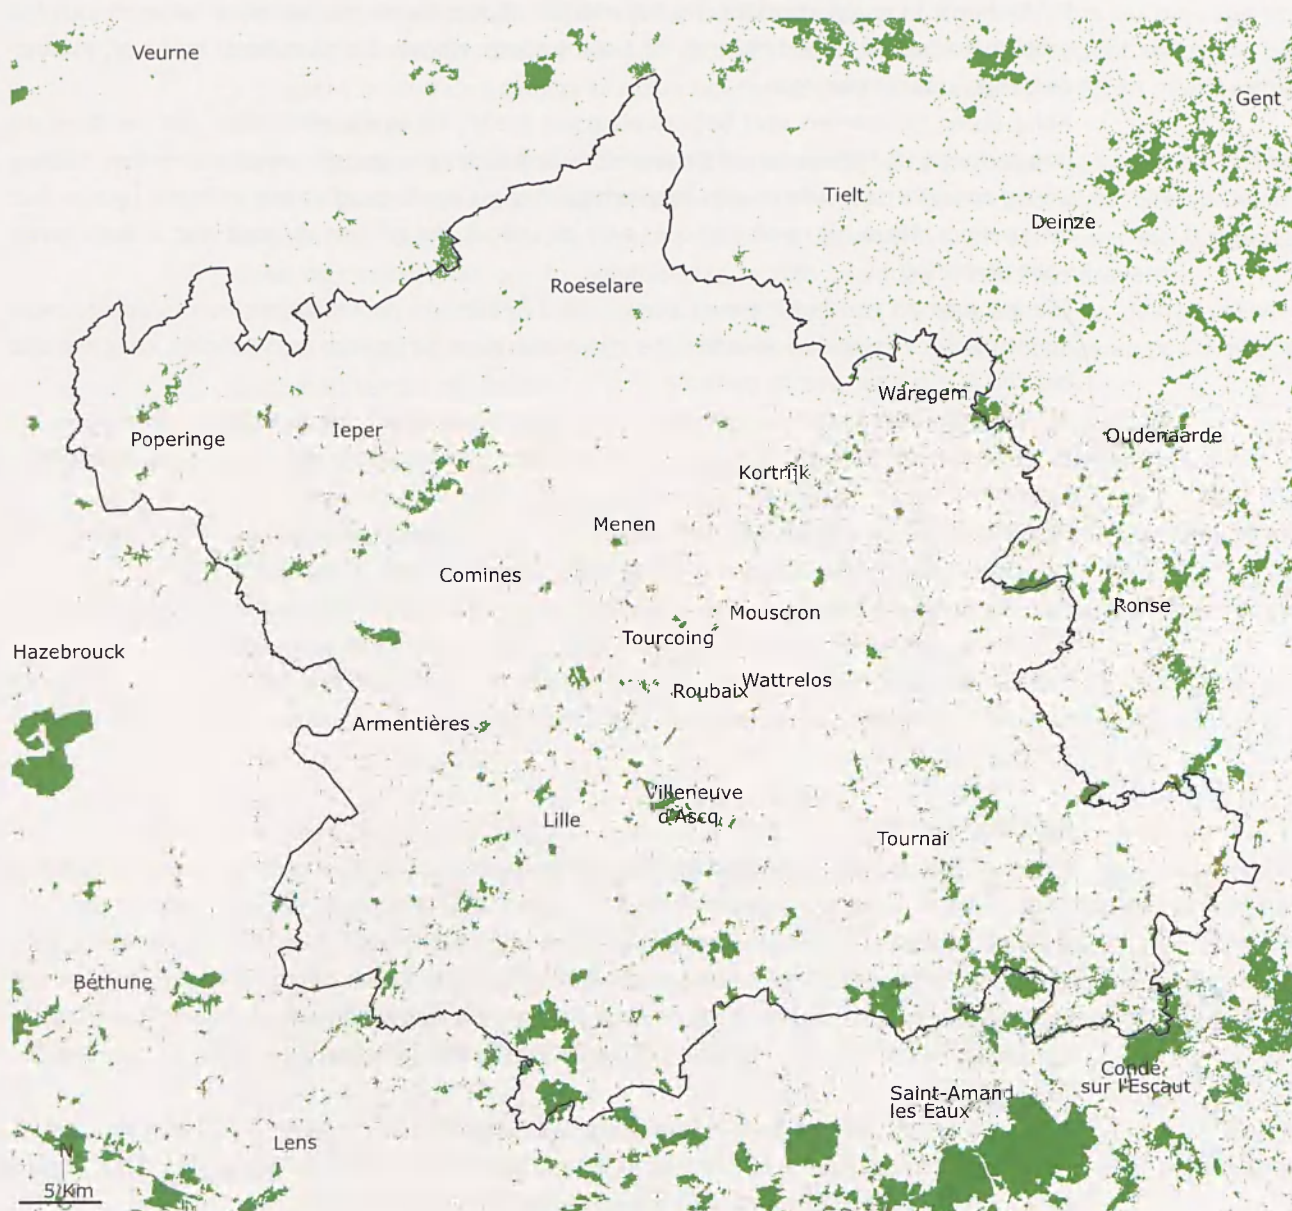 Veurne
Gent
Tielt
Deinze
Roeselare
Waregem
Poperinge
Ieper
Oudenaarde
Kortrijk
Menen
Comines
Ronse
Mouscron
Tourcoing
Hazebrouck
Wattrelos
Roubaix
Armentières
Villeneuve
d'Ascq
Lille
Tournai
Béthune
Condé
sur l'Escaut
Saint-Amand
les Eaux
Lens
N
5 Km